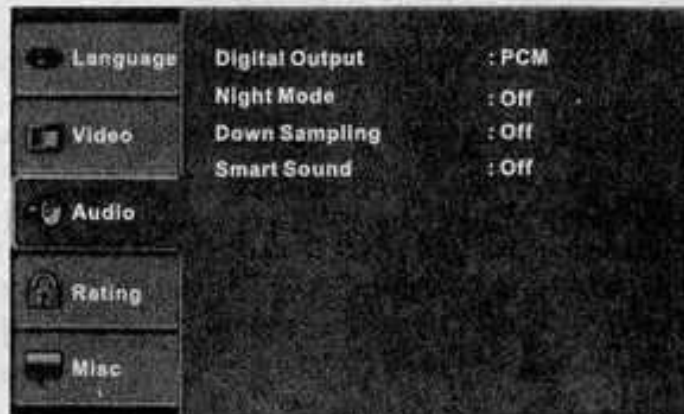 Language
Video
Audio
Rating
Misc
Digital Output : PCM
Night Mode : Off
Down Sampling : Off
Smart Sound : Off